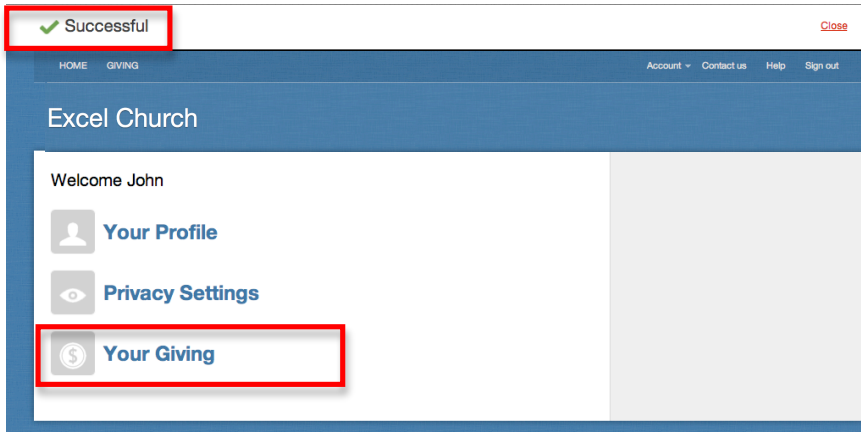 Successful
Close
HOME GIVING Account Contact us Help Sign out
Excel Church
Welcome John
Your Profile
Privacy Settings
$ Your Giving